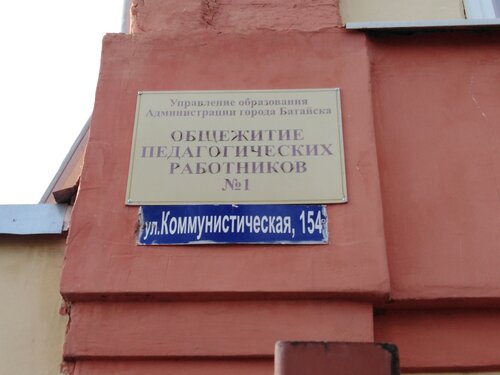 Управление образования
Администрации города Батайска
ОБЩЕЖИТИЕ
ПЕДАГОГИЧЕСКИХ
РАБОТНИКОВ
№1
ул.Коммунистическая, 154